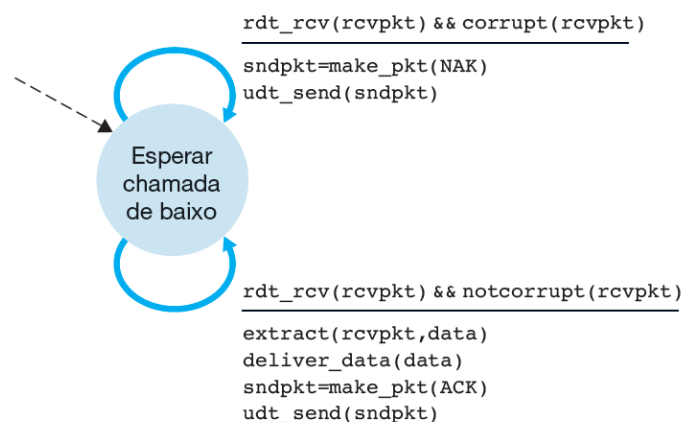 rdt_rcv(rcvpkt) && corrupt(rcvpkt)
sndpkt=make_pkt(NAK)
udt_send(sndpkt)
Esperar
chamada
de baixo
rdt_rcv(rcvpkt) && notcorrupt(rcvpkt)
extract(rcvpkt,data)
deliver_data(data)
sndpkt=make_pkt(ACK)
udt_send(sndpkt)